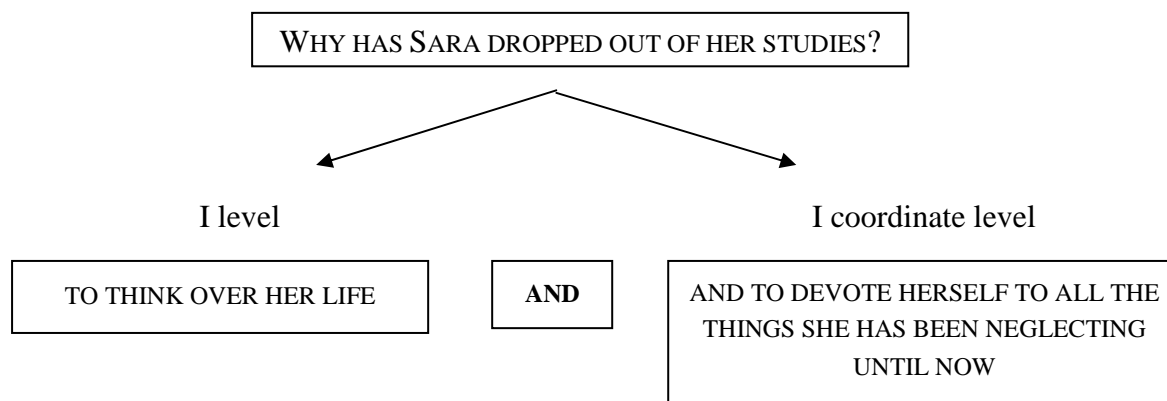 WHY HAS SARA DROPPED OUT OF HER STUDIES?
I level
I coordinate level
TO THINK OVER HER LIFE
AND
AND TO DEVOTE HERSELF TO ALL THE
THINGS SHE HAS BEEN NEGLECTING
UNTIL NOW